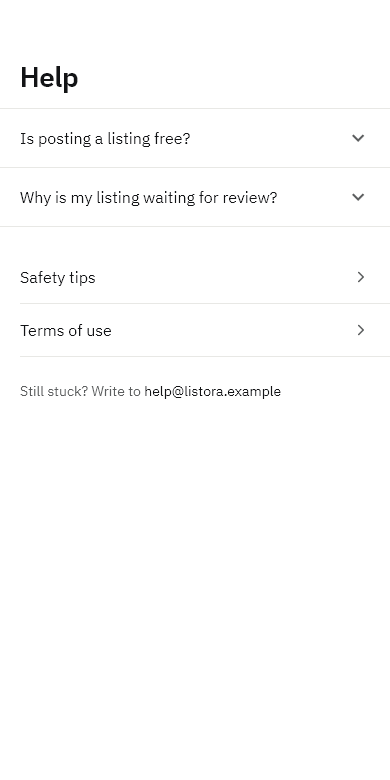 Help
Is posting a listing free?
Why is my listing waiting for review?
Safety tips
Terms of use
Still stuck? Write to help@listora.example